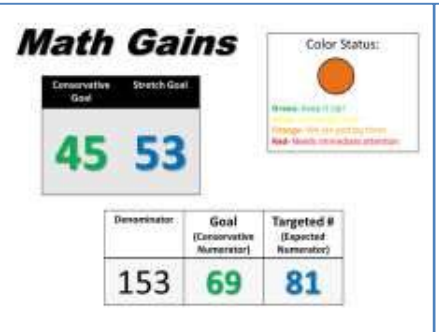 Math Gains
Color Status:
Conservative Stretch Goal
Goal
45 53
Green- Keep it up!
Orange- We are getting there
Red- Needs immediate attention
Denominator Goal Targeted #
(Conservative (Expected
Numerator) Numerator)
153 69 81